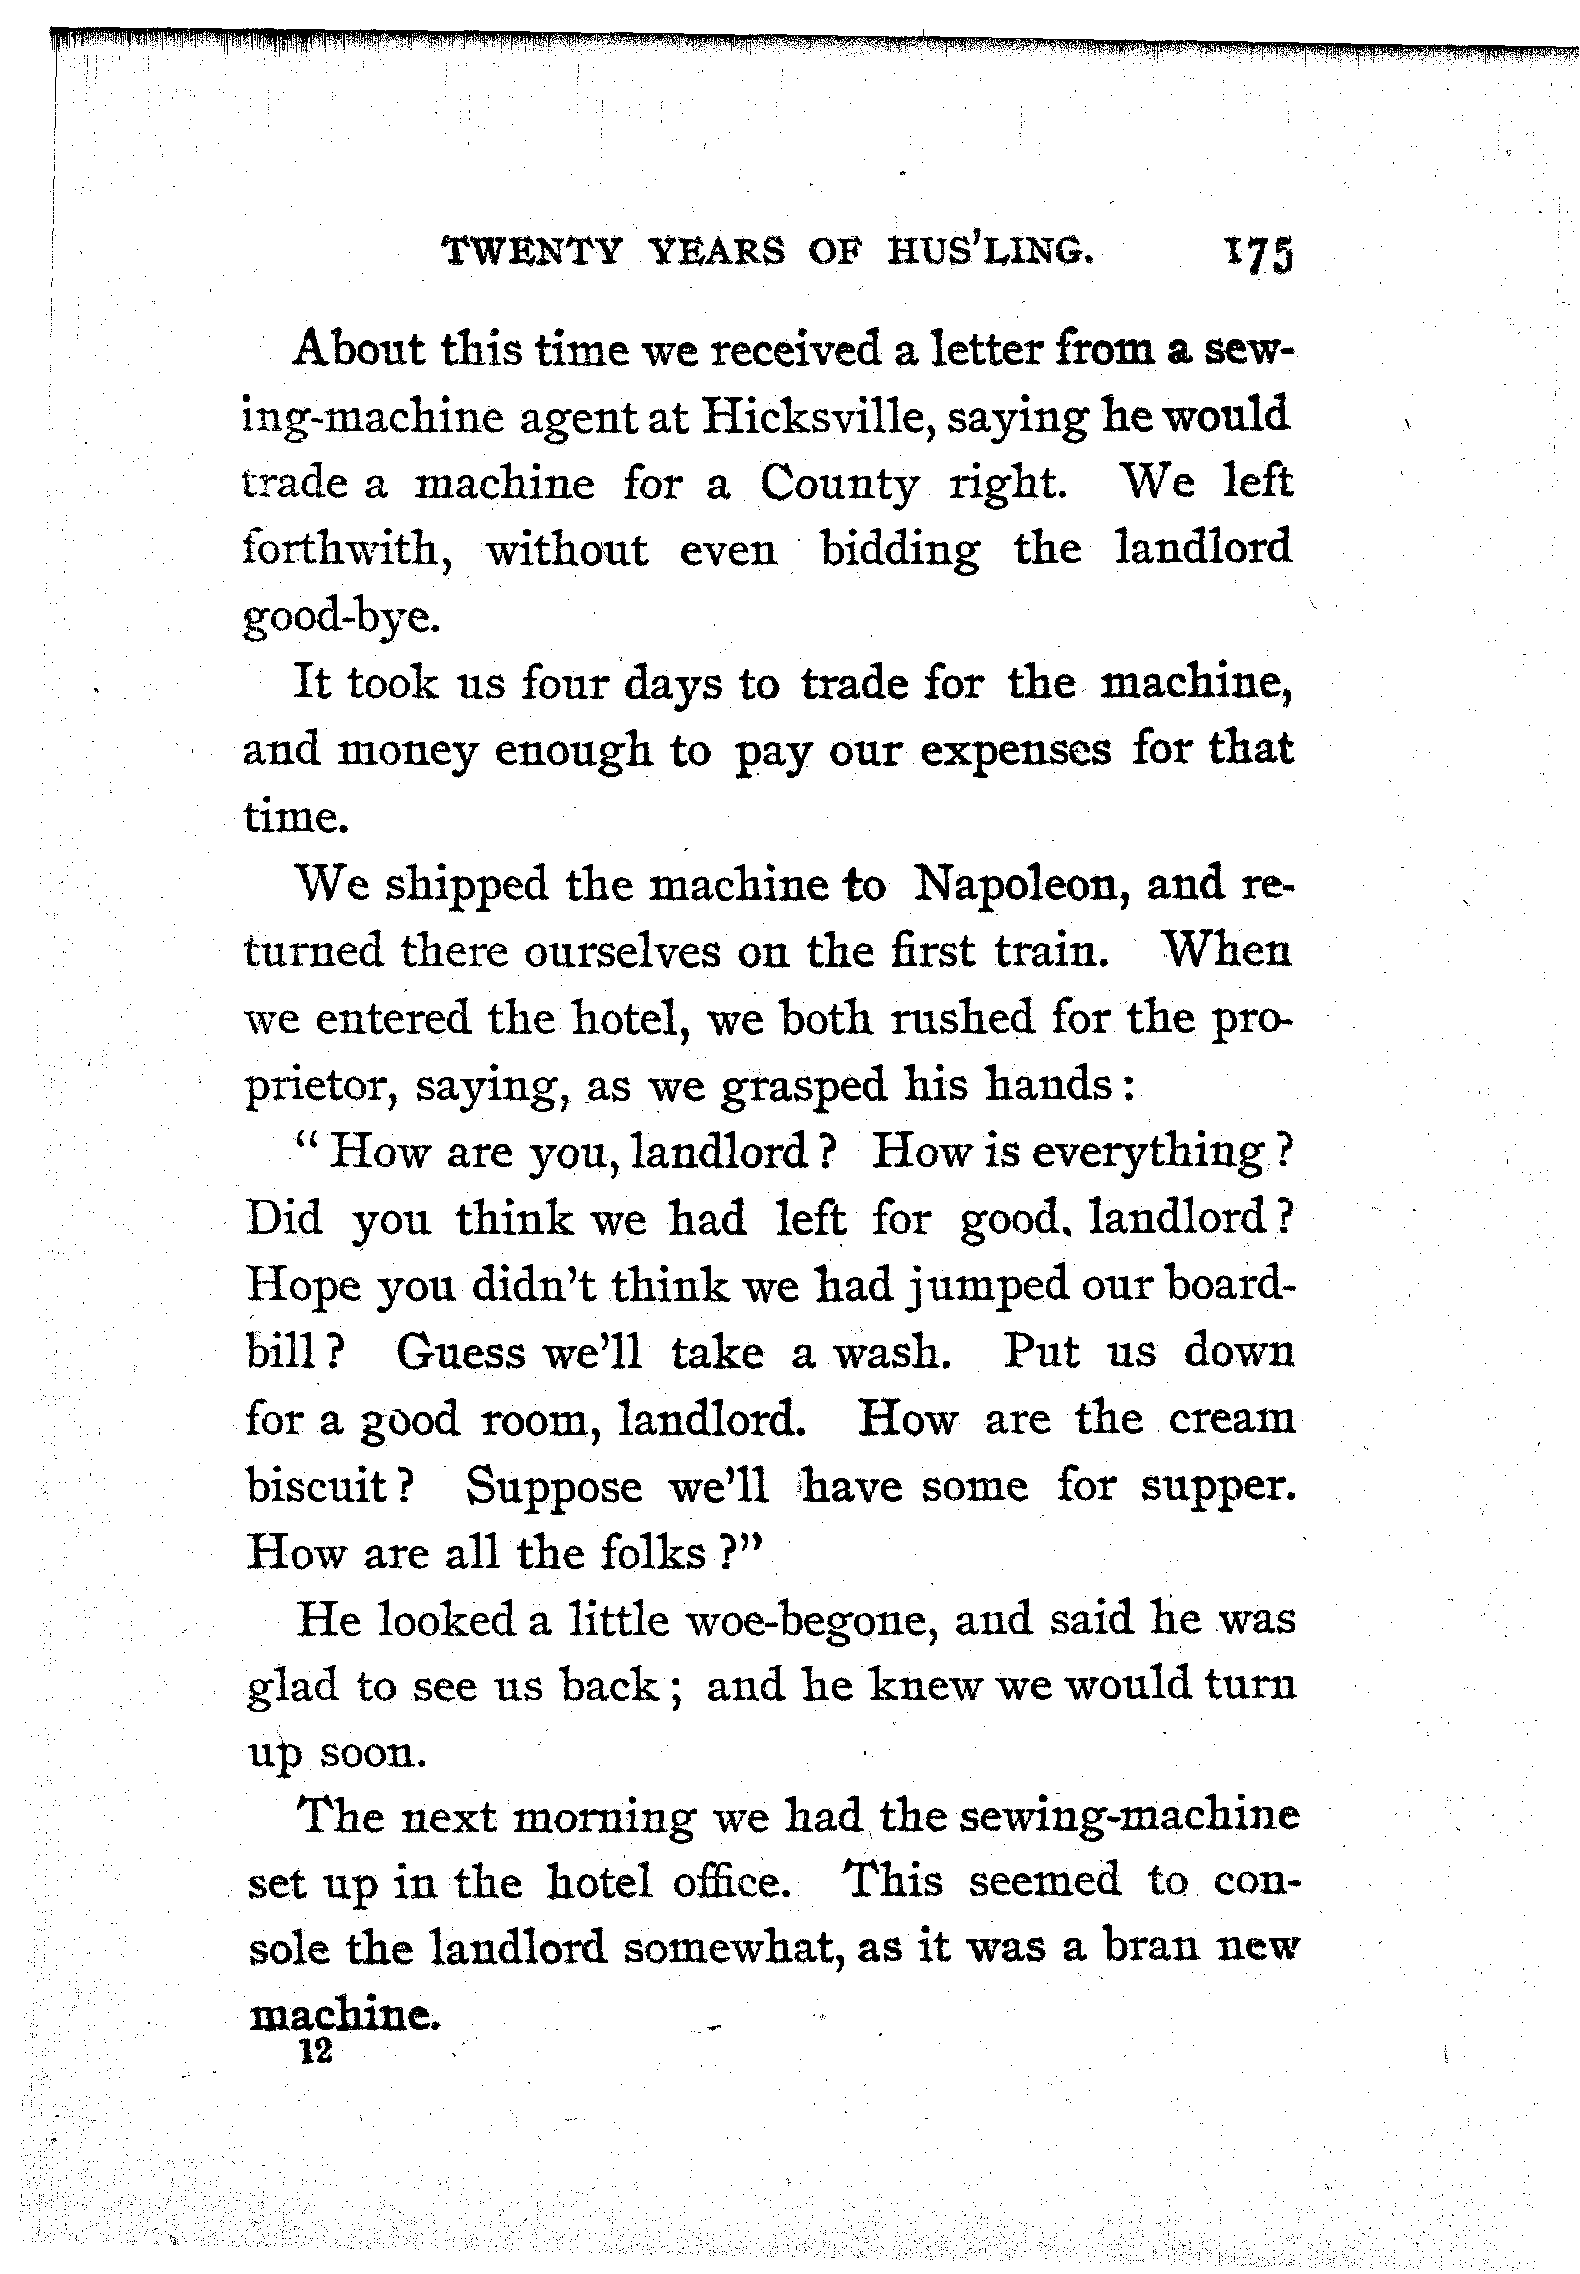 TWENTY YEARS OF HUS'LING. 175
About this time we received a letter from a sew-
ing-machine agent at Hicksville, saying he would
trade a machine for a County right. We left
forthwith, without even bidding the landlord
good-bye.
It took us four days to trade for the machine,
and money enough to pay our expenses for that
time.
We shipped the machine to Napoleon, and re-
turned there ourselves on the first train. When
we entered the hotel, we both rushed for the pro-
prietor, saying, as we grasped his hands:
"How are you, landlord? How is everything?
Did you think we had left for good, landlord?
Hope you didn't think we had jumped our board-
bill? Guess we'll take a wash. Put us down
for a good room, landlord. How are the cream
biscuit? Suppose we'll have some for supper.
How are all the folks?"
He looked a little woe-begone, and said he was
glad to see us back; and he knew we would turn
up soon.
The next morning we had the sewing-machine
set up in the hotel office. This seemed to con-
sole the landlord somewhat, as it was a bran new
machine.
12